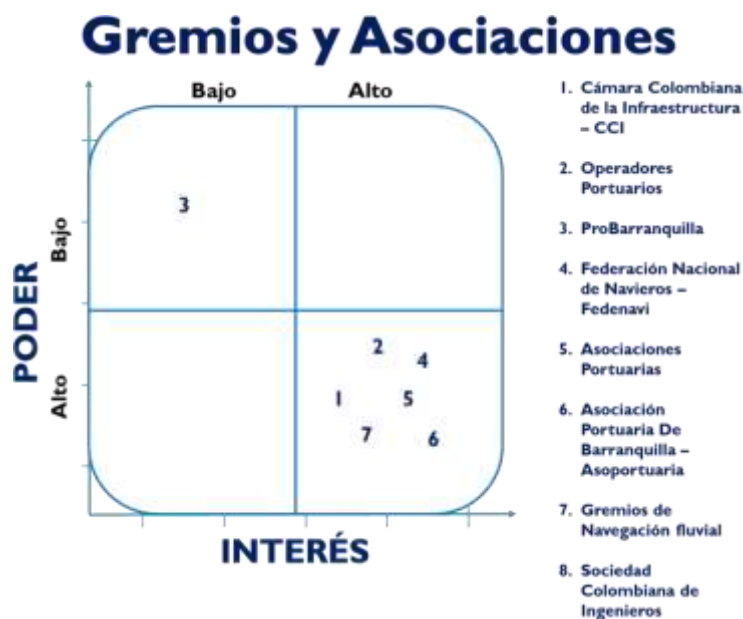 Gremios y Asociaciones
Bajo Alto
PODER
Bajo
Alto
3
2
4
1
5
7
6
INTERÉS
1. Cámara Colombiana
de la Infraestructura
– CCI
2. Operadores
Portuarios
3. ProBarranquilla
4. Federación Nacional
de Navieros –
Fedenavi
5. Asociaciones
Portuarias
6. Asociación
Portuaria De
Barranquilla –
Asoportuaria
7. Gremios de
Navegación fluvial
8. Sociedad
Colombiana de
Ingenieros